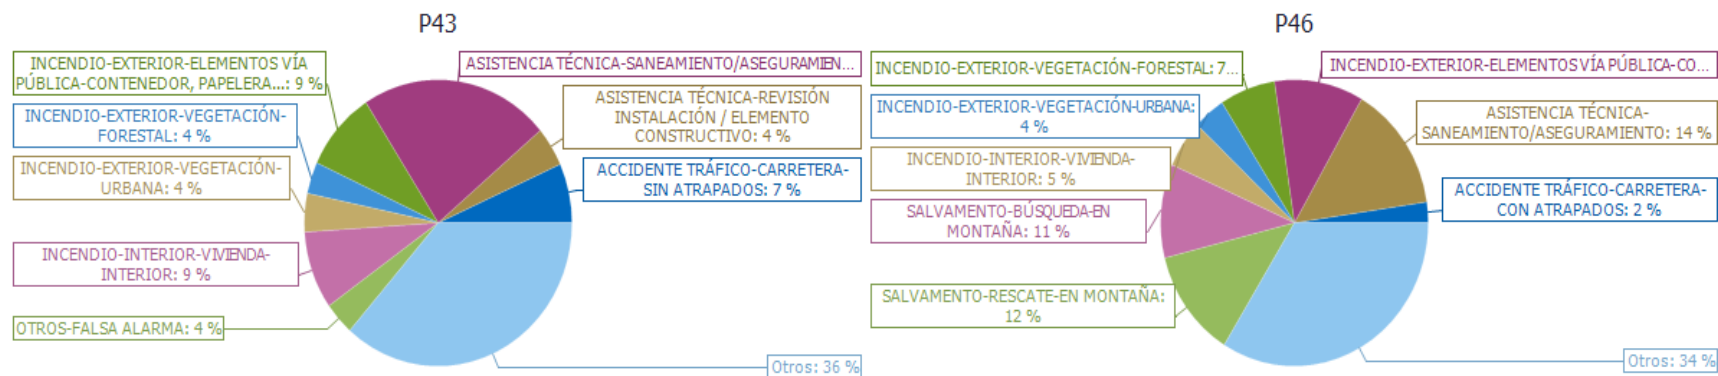 P43
INCENDIO-EXTERIOR-ELEMENTOS VÍA
PÚBLICA-CONTENEDOR, PAPELERA...: 9 %
ASISTENCIA TÉCNICA-SANEAMIENTO/ASEGURAMIEN...
ASISTENCIA TÉCNICA-REVISIÓN
INSTALACIÓN / ELEMENTO
CONSTRUCTIVO: 4 %
INCENDIO-EXTERIOR-VEGETACIÓN-
FORESTAL: 4 %
INCENDIO-EXTERIOR-VEGETACIÓN-
URBANA: 4 %
ACCIDENTE TRÁFICO-CARRETERA-
SIN ATRAPADOS: 7 %
INCENDIO-INTERIOR-VIVIENDA-
INTERIOR: 9 %
OTROS-FALSA ALARMA: 4 %
Otros: 36 %
P46
INCENDIO-EXTERIOR-VEGETACIÓN-FORESTAL: 7...
INCENDIO-EXTERIOR-ELEMENTOS VÍA PÚBLICA-CO...
INCENDIO-EXTERIOR-VEGETACIÓN-URBANA:
4 %
ASISTENCIA TÉCNICA-
SANEAMIENTO/ASEGURAMIENTO: 14 %
INCENDIO-INTERIOR-VIVIENDA-
INTERIOR: 5 %
ACCIDENTE TRÁFICO-CARRETERA-
CON ATRAPADOS: 2 %
SALVAMENTO-BÚSQUEDA-EN
MONTAÑA: 11 %
SALVAMENTO-RESCATE-EN MONTAÑA:
12 %
Otros: 34 %